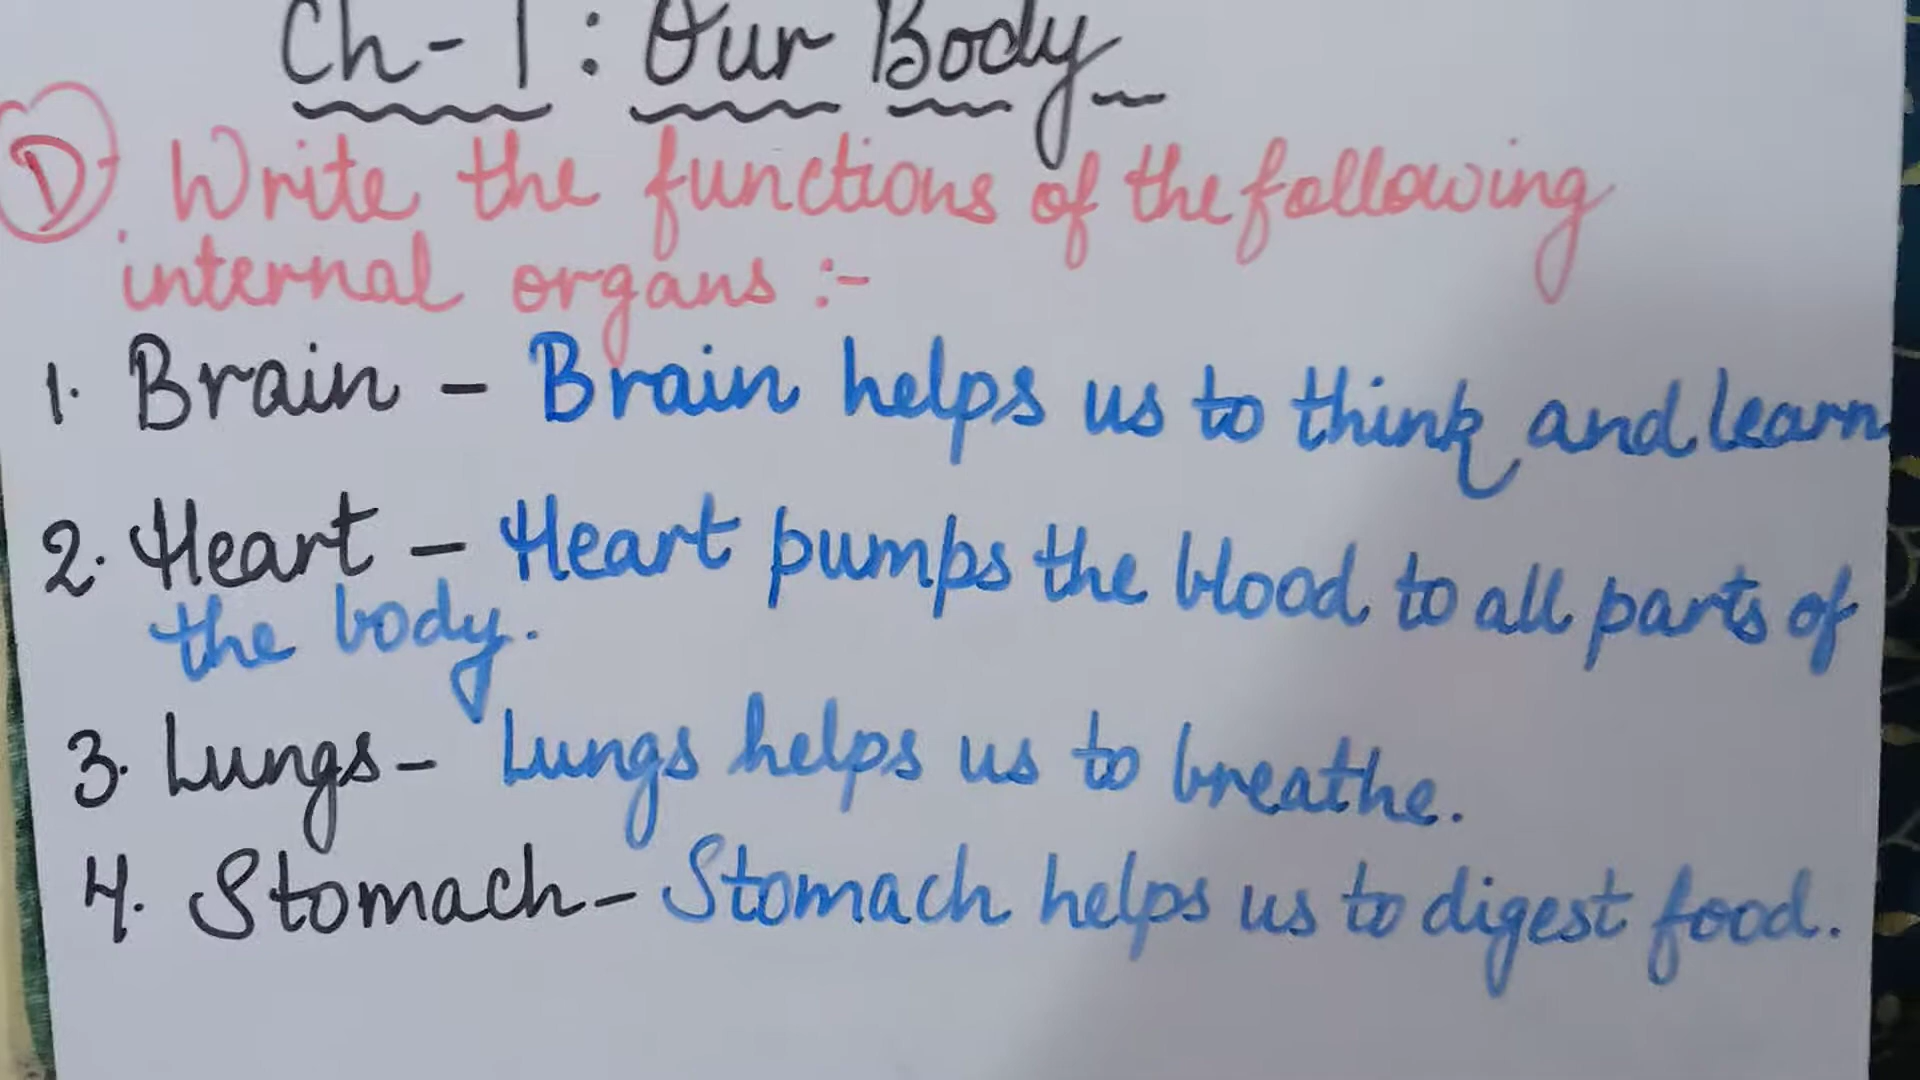 Ch-1: Our Body
D. Write the functions of the following
internal organs :-
1. Brain - Brain helps us to think and learn
2. Heart - Heart pumps the blood to all parts of
the body.
3. Lungs - Lungs helps us to breathe.
4. Stomach - Stomach helps us to digest food.